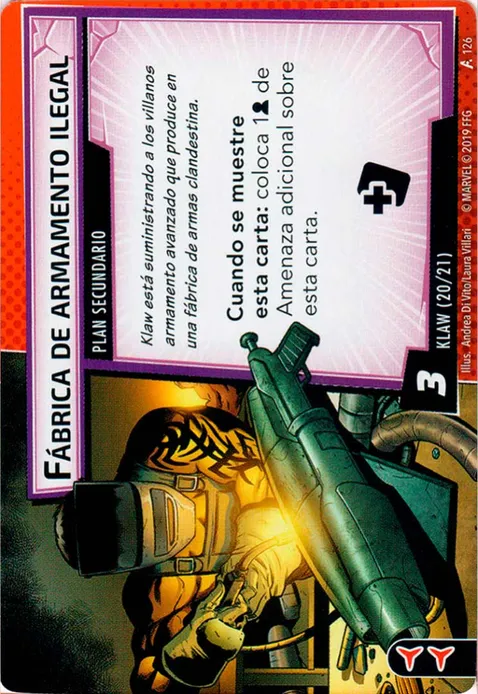 FÁBRICA DE ARMAMENTO ILEGAL
PLAN SECUNDARIO
Klaw está suministrando a los villanos
armamento avanzado que produce en
una fábrica de armas clandestina.
Cuando se muestre
esta carta: coloca 1 de
Amenaza adicional sobre
esta carta.
3
KLAW (20/21)
Illus. Andrea Di Vito/Laura Villari © MARVEL © 2019 FFG 126